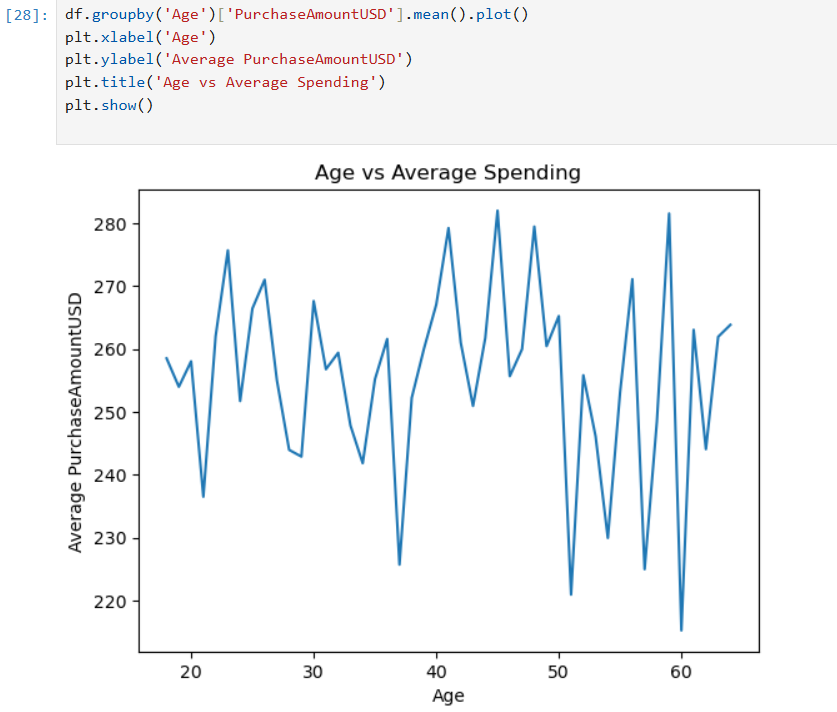 [28]: df.groupby('Age')['PurchaseAmountUSD'].mean().plot()
plt.xlabel('Age')
plt.ylabel('Average PurchaseAmountUSD')
plt.title('Age vs Average Spending')
plt.show()
Age vs Average Spending
Average PurchaseAmountUSD
280
270
260
250
240
230
220
20 30 40 50 60
Age